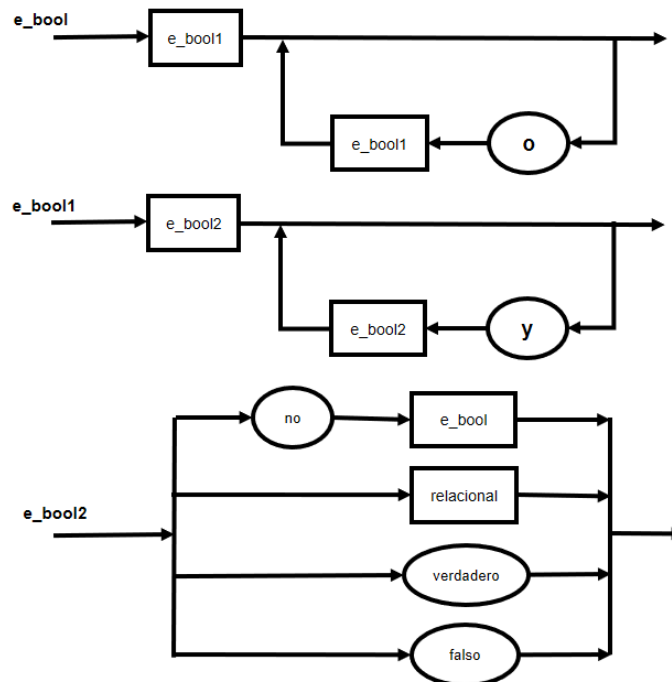 e_bool
e_bool1
e_bool1
o
e_bool1
e_bool2
e_bool2
y
no
e_bool
relacional
e_bool2
verdadero
falso